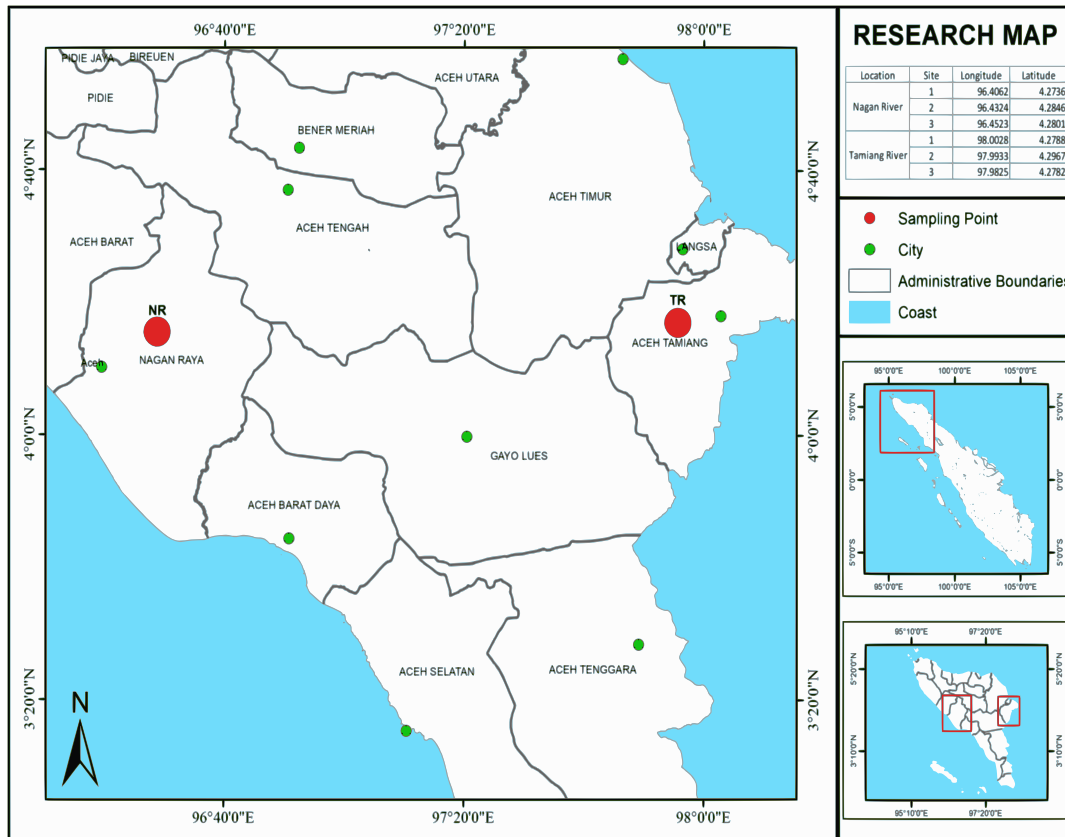 96°40'0"E 97°20'0"E 98°0'0"E
PIDIE JAYA BIREUEN
ACEH UTARA
PIDIE
BENER MERIAH
4°40'0"N 4°40'0"N
ACEH TIMUR
ACEH TENGAH
ACEH BARAT
LANGSA
NR TR
ACEH TAMIANG
Aceh NAGAN RAYA
4°0'0"N 4°0'0"N
GAYO LUES
ACEH BARAT DAYA
ACEH SELATAN ACEH TENGGARA
3°20'0"N 3°20'0"N
N
96°40'0"E 97°20'0"E 98°0'0"E
RESEARCH MAP
Location Site Longitude Latitude
Nagan River
1 96.4062 4.2736
2 96.4324 4.2846
3 96.4523 4.2801
Tamiang River
1 98.0028 4.2788
2 97.9933 4.2967
3 97.9825 4.2782
Sampling Point
City
Administrative Boundaries
Coast
95°0'0"E 100°0'0"E 105°0'0"E
5°0'0"N 5°0'0"N
0°0'0" 0°0'0"
5°0'0"S 5°0'0"S
95°0'0"E 100°0'0"E 105°0'0"E
95°10'0"E 97°20'0"E
5°20'0"N 5°20'0"N
3°10'0"N 3°10'0"N
95°10'0"E 97°20'0"E